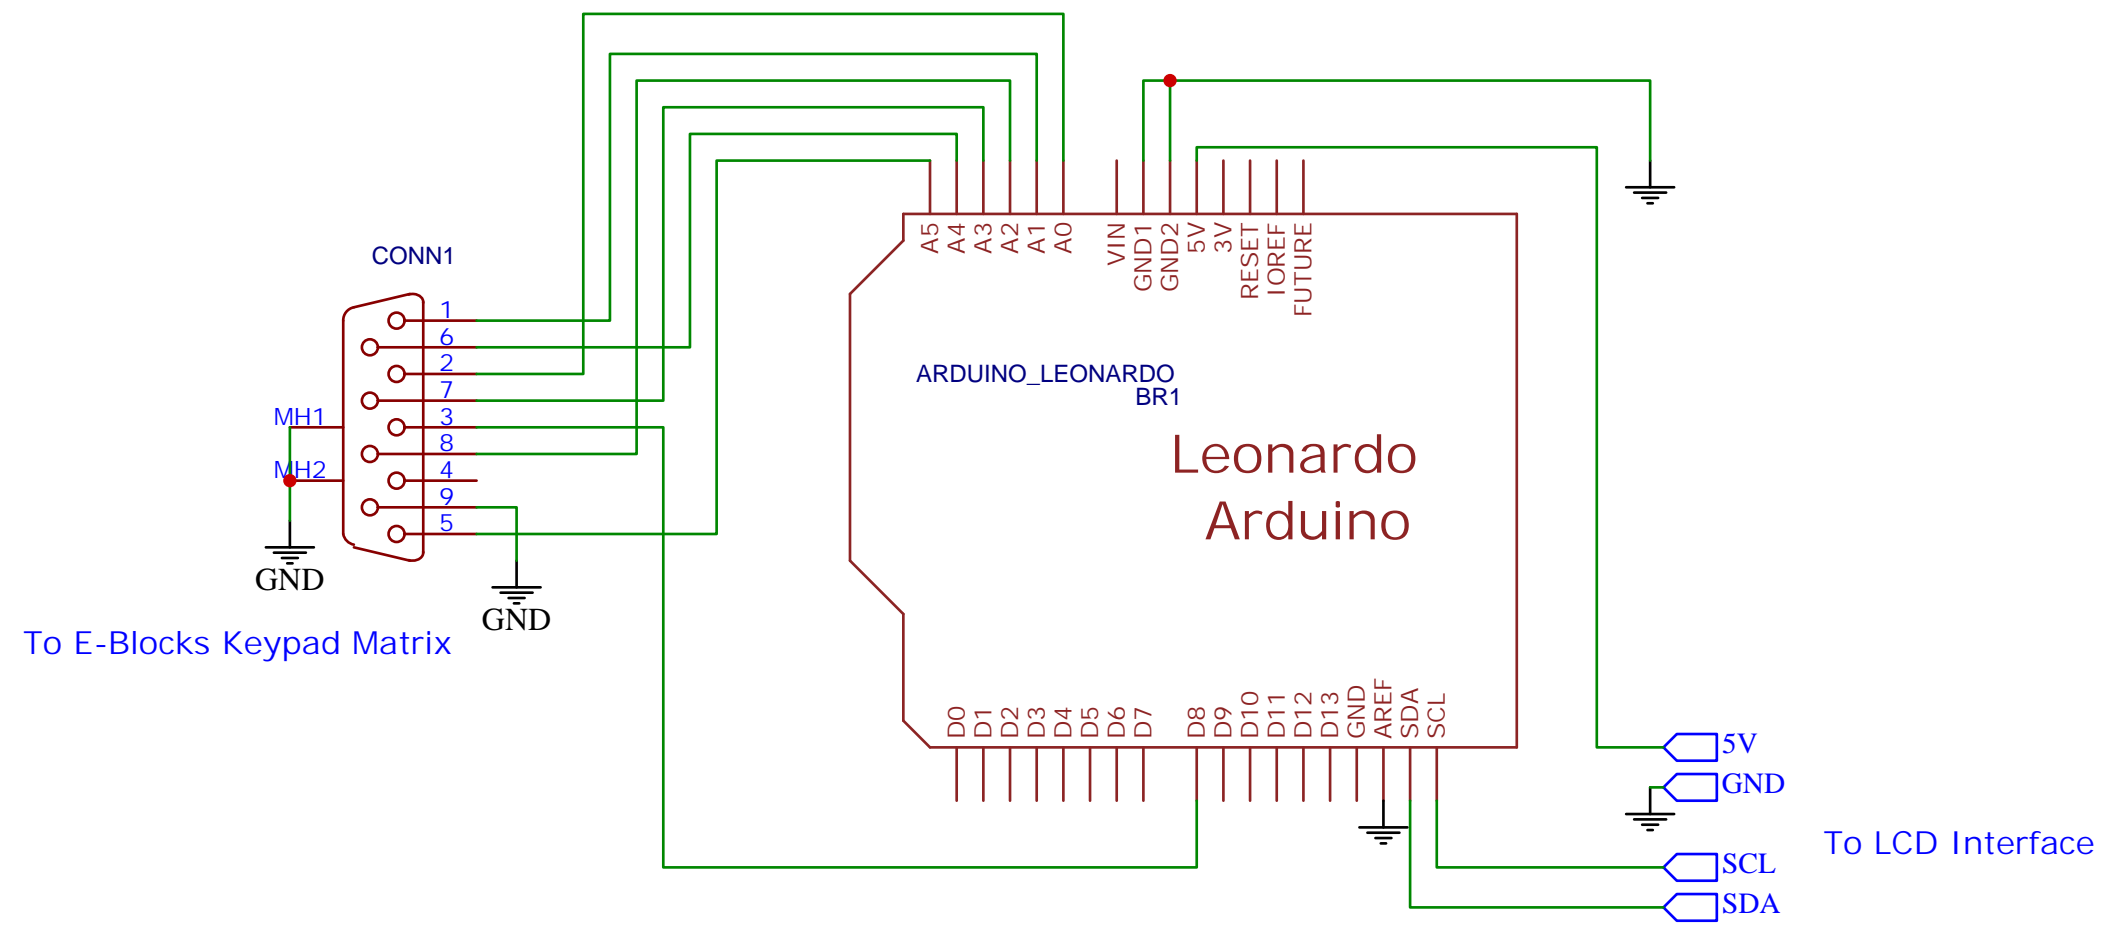 CONN1
1
6
2
7
3
8
4
9
5
MH1
MH2
GND
GND
To E-Blocks Keypad Matrix
A5
A4
A3
A2
A1
A0
VIN
GND1
GND2
5V
3V
RESET
IOREF
FUTURE
ARDUINO_LEONARDO
BR1
Leonardo
Arduino
D0
D1
D2
D3
D4
D5
D6
D7
D8
D9
D10
D11
D12
D13
GND
AREF
SDA
SCL
5V
GND
To LCD Interface
SCL
SDA